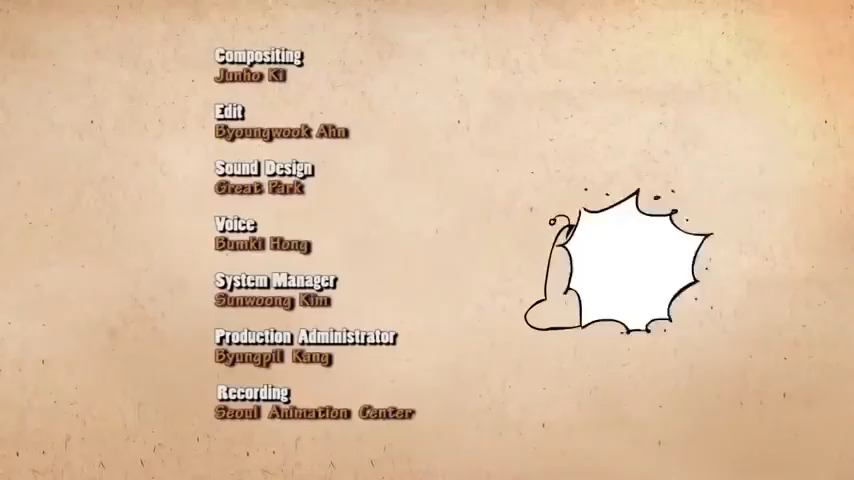 Compositing
Junho Ki
Edit
Byoungwook Ahn
Sound Design
Great Park
Voice
Bumki Hong
System Manager
Sunwoong Kim
Production Administrator
Byungpil Kang
Recording
Seoul Animation Center